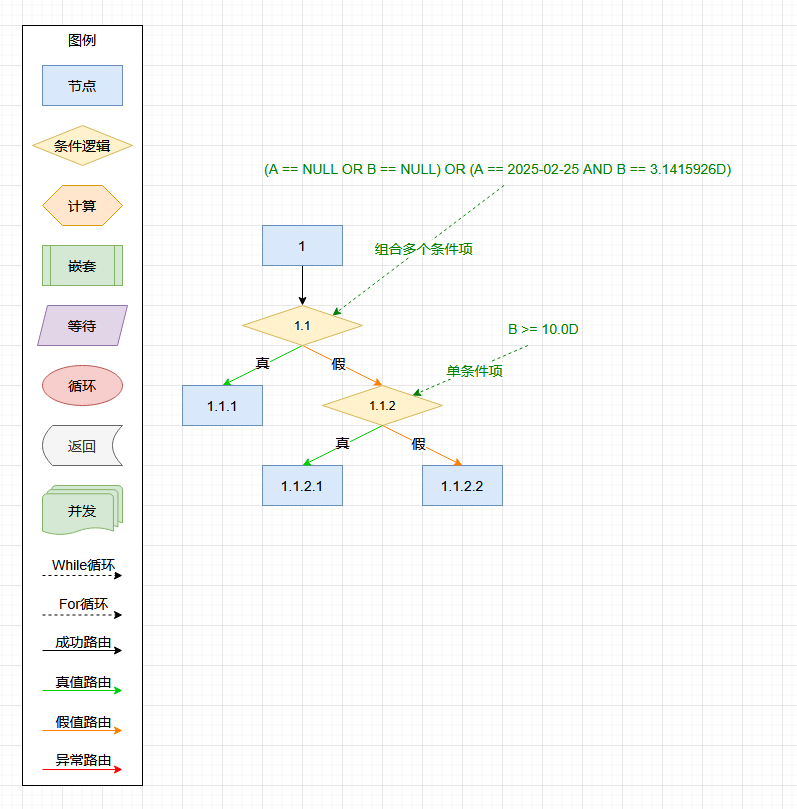 图例
节点
条件逻辑
计算
嵌套
等待
循环
返回
并发
While循环
For循环
成功路由
真值路由
假值路由
异常路由
(A == NULL OR B == NULL) OR (A == 2025-02-25 AND B == 3.1415926D)
1
组合多个条件项
1.1
B >= 10.0D
真
假
单条件项
1.1.1
1.1.2
真
假
1.1.2.1
1.1.2.2